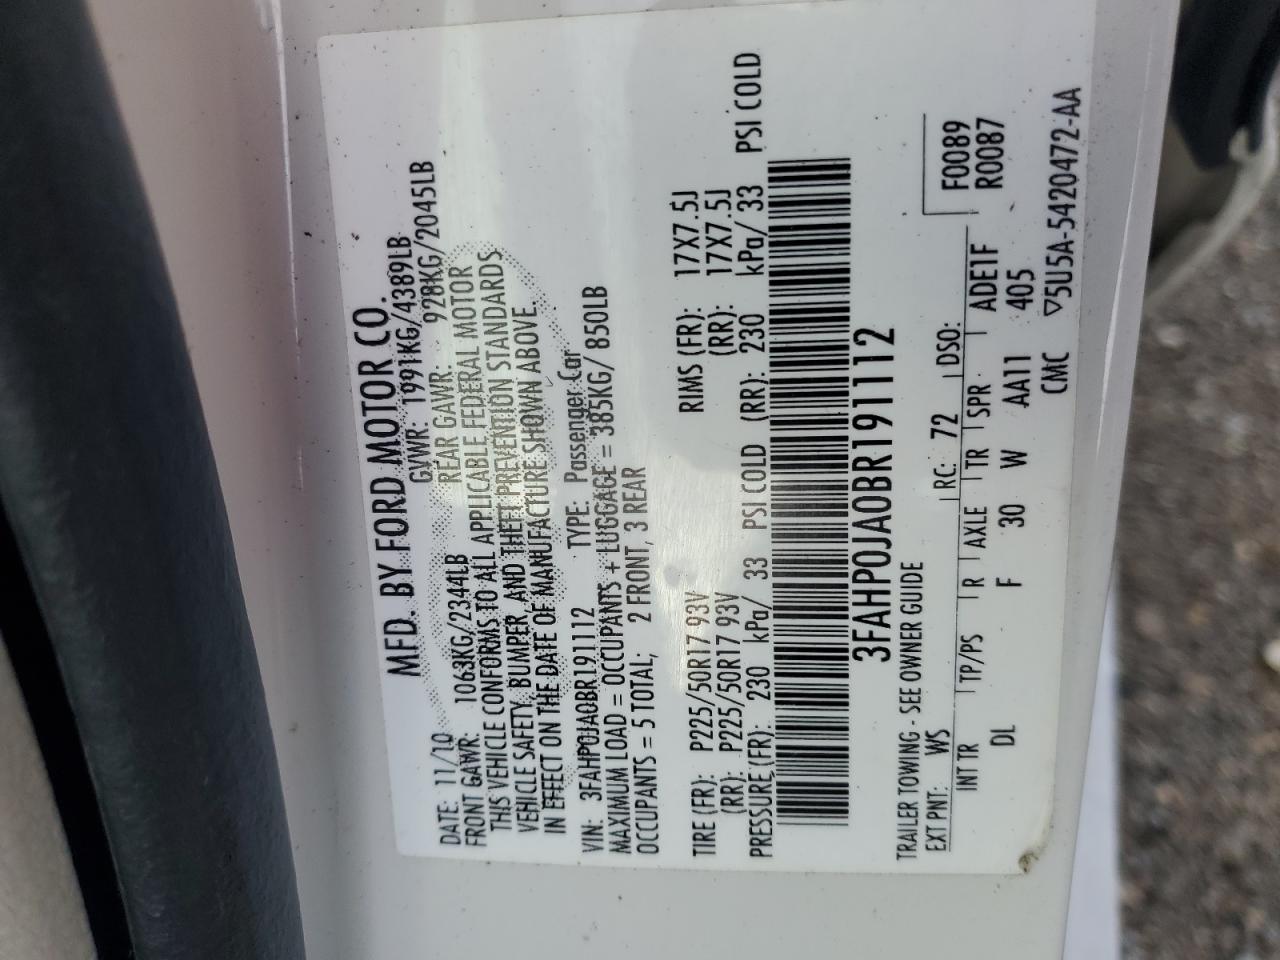 MFD. BY FORD MOTOR CO.
DATE: 11/10 GVWR: 1991KG/4389LB
FRONT GAWR: 1063KG/2344LB REAR GAWR: 928KG/2045LB
THIS VEHICLE CONFORMS TO ALL APPLICABLE FEDERAL MOTOR
VEHICLE SAFETY, BUMPER, AND THEFT PREVENTION STANDARDS
IN EFFECT ON THE DATE OF MANUFACTURE SHOWN ABOVE.
VIN: 3FAHP0JA0BR191112 TYPE: Passenger Car
MAXIMUM LOAD = OCCUPANTS + LUGGAGE = 385KG/ 850LB
OCCUPANTS = 5 TOTAL, 2 FRONT, 3 REAR
TIRE (FR): P225/50R17 93V RIMS (FR): 17X7.5J
(RR): P225/50R17 93V (RR): 17X7.5J
PRESSURE (FR): 230 kPa/ 33 PSI COLD (RR): 230 kPa/ 33 PSI COLD
3FAHP0JA0BR191112
TRAILER TOWING - SEE OWNER GUIDE
F0089
EXT PNT: WS RC: 72 DSO: R0087
INT TR TP/PS R AXLE TR SPR ADE1F
DL F 30 W AA11 405
CMC ▽5U5A-5420472-AA